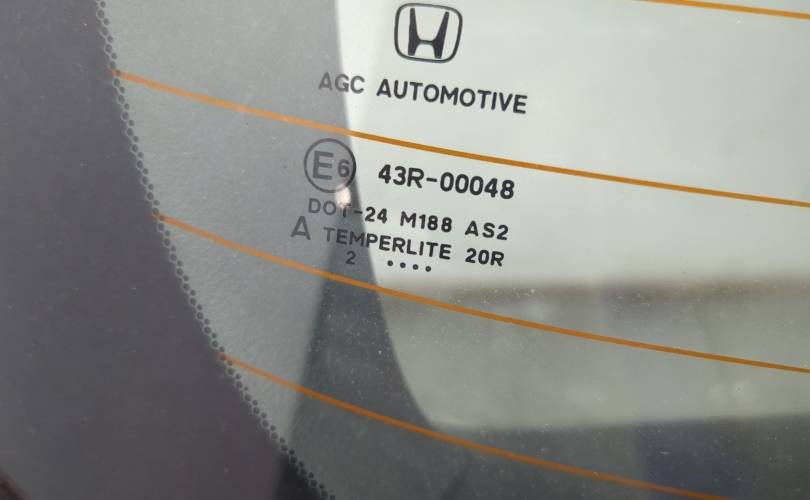 AGC AUTOMOTIVE
E6 43R-00048
DOT-24 M188 AS2
A TEMPERLITE 20R
2 ••••